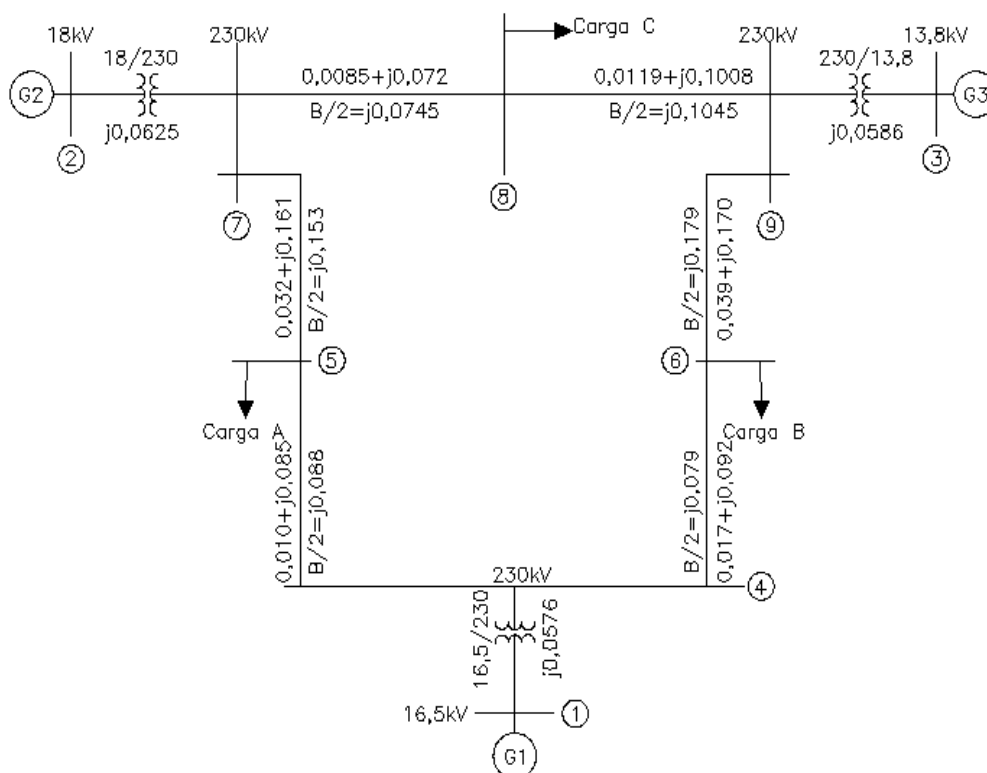 Carga C
18kV
230kV
230kV
13,8kV
18/230
0,0085+j0,072
0,0119+j0,1008
230/13,8
G2
G3
j0,0625
B/2=j0,0745
B/2=j0,1045
j0,0586
2
7
8
9
3
0,032+j0,161
B/2=j0,153
B/2=j0,179
0,039+j0,170
5
6
Carga A
Carga B
0,010+j0,085
B/2=j0,088
B/2=j0,079
0,017+j0,092
230kV
4
16,5/230
j0,0576
16,5kV
1
G1